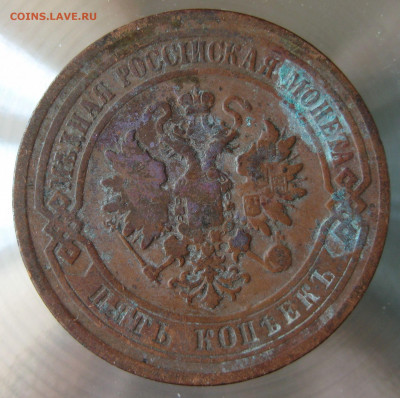 COINS.LAVE.RU
МѢДНАЯ РОССІЙСКАЯ МОНЕТА
ПЯТЬ КОПѢЕКЪ